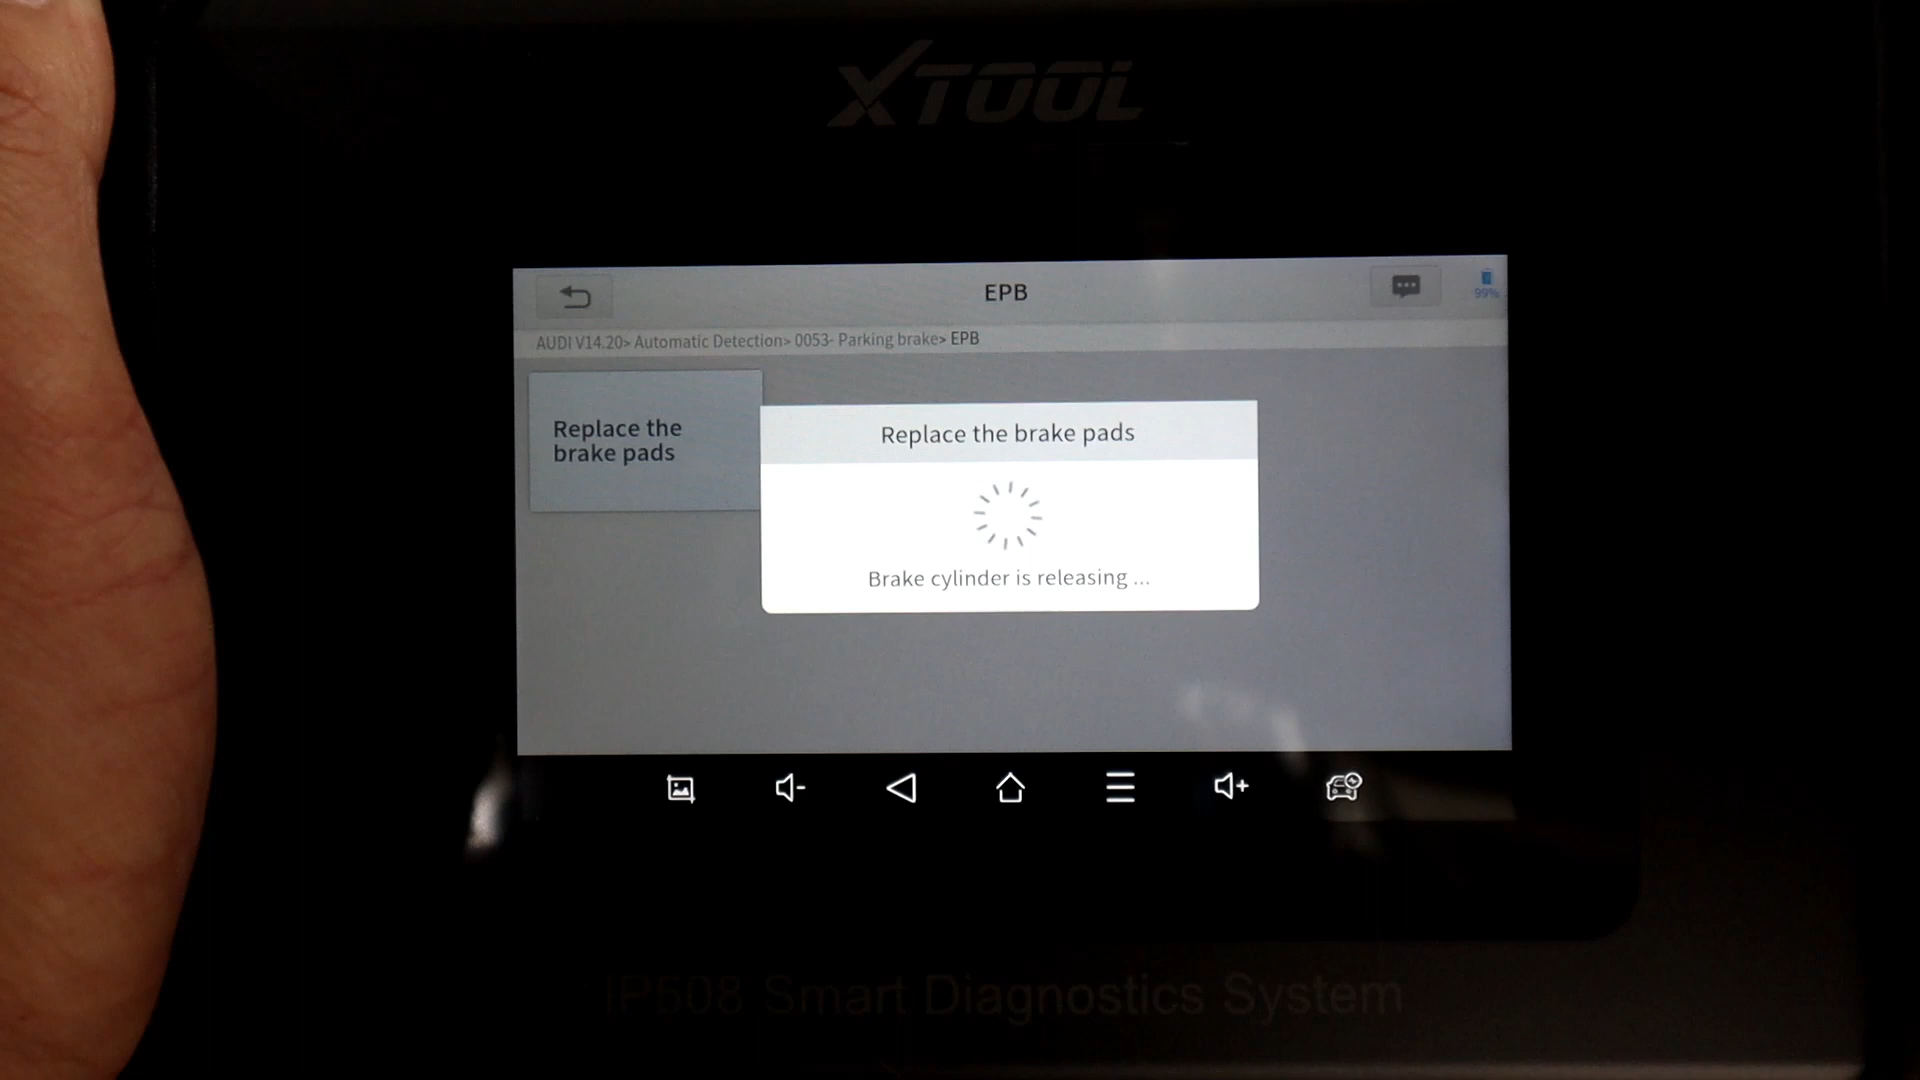 XTOOL
EPB
99%
AUDI V14.20> Automatic Detection> 0053- Parking brake> EPB
Replace the
brake pads
Replace the brake pads
Brake cylinder is releasing ...
IP508 Smart Diagnostics System